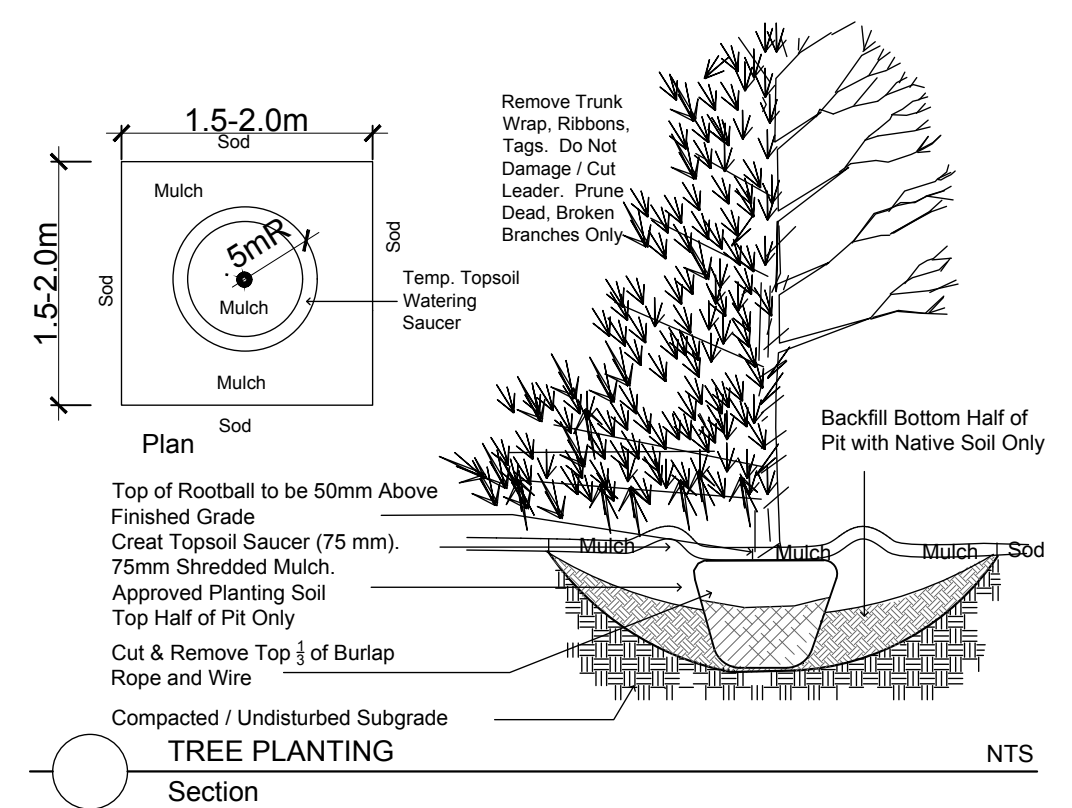 1.5-2.0m
Sod
Mulch
1.5-2.0m
Sod
.5mR
Sod
Mulch
Mulch
Sod
Plan
Temp. Topsoil
Watering
Saucer
Remove Trunk
Wrap, Ribbons,
Tags. Do Not
Damage / Cut
Leader. Prune
Dead, Broken
Branches Only
Backfill Bottom Half of
Pit with Native Soil Only
Top of Rootball to be 50mm Above
Finished Grade
Creat Topsoil Saucer (75 mm).
75mm Shredded Mulch.
Approved Planting Soil
Top Half of Pit Only
Cut & Remove Top 1/3 of Burlap
Rope and Wire
Compacted / Undisturbed Subgrade
Mulch
Mulch
Mulch
Sod
TREE PLANTING
NTS
Section